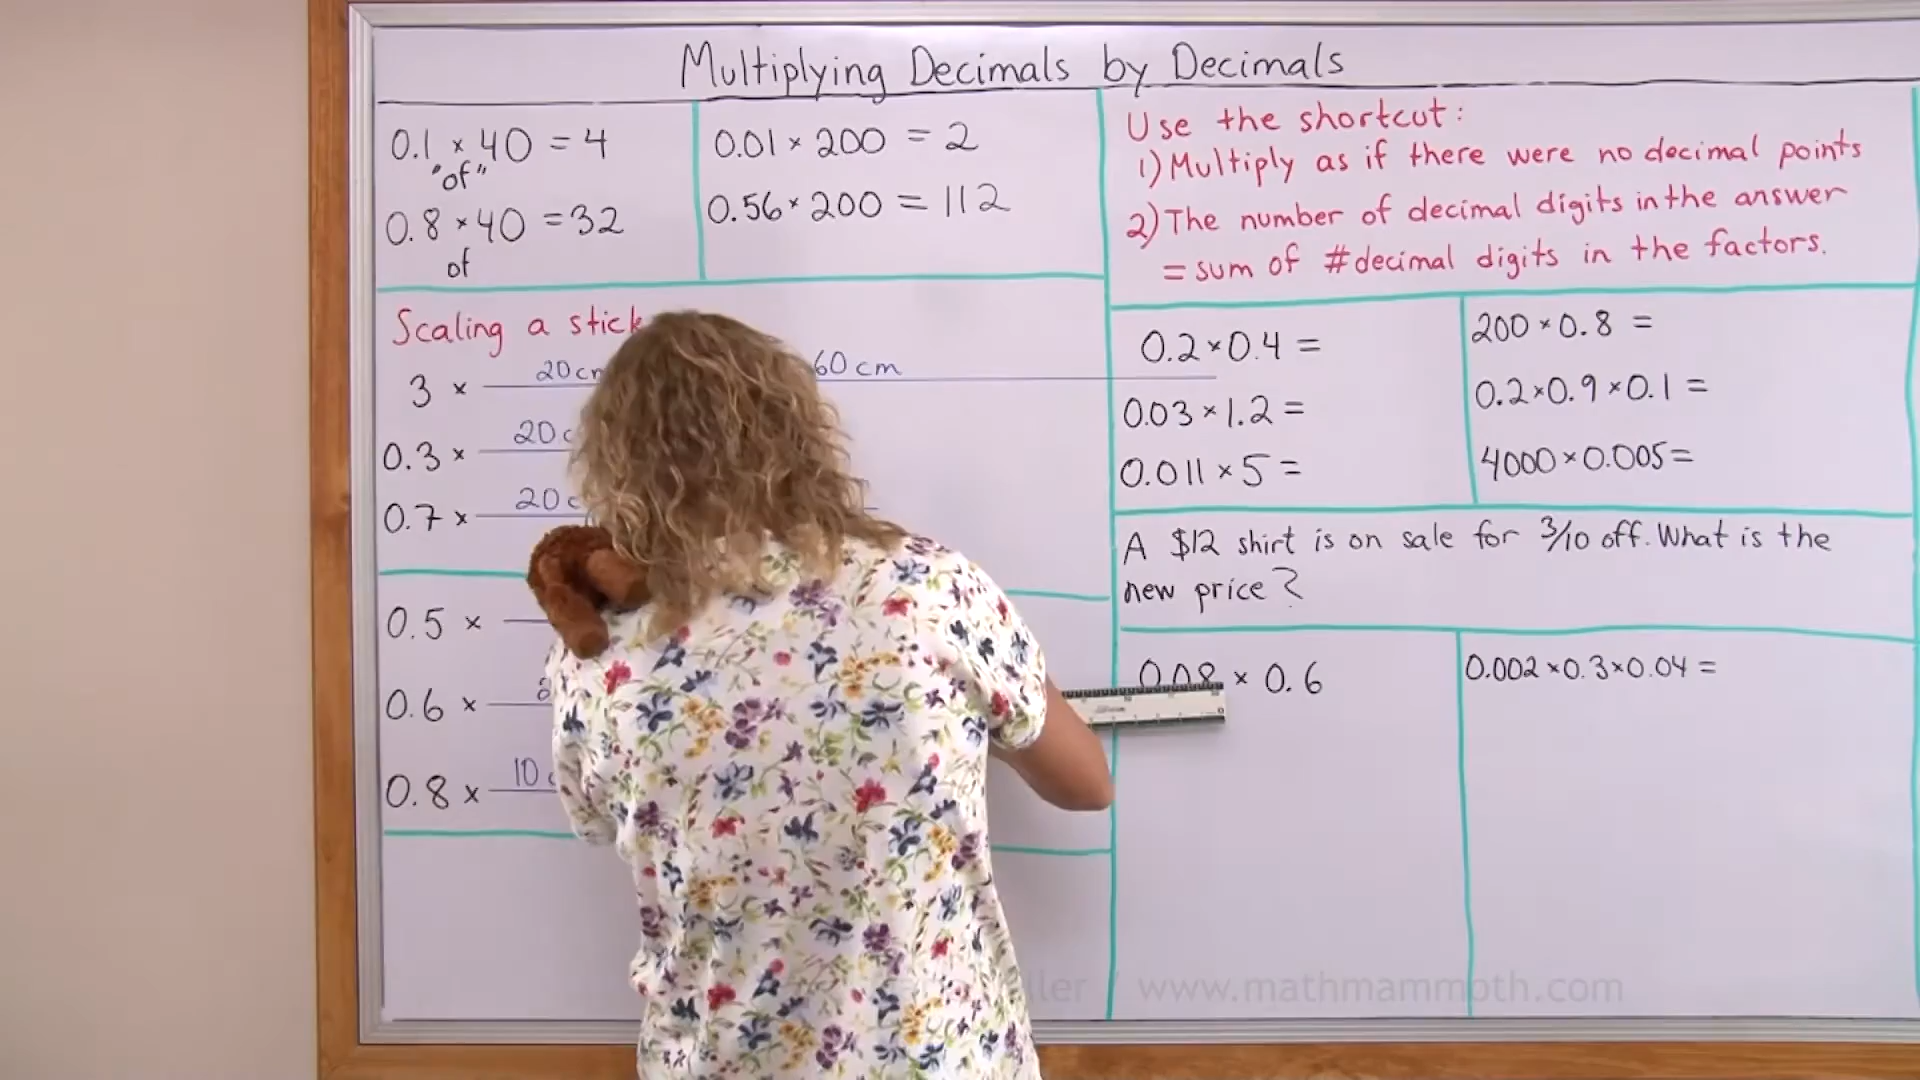 Multiplying Decimals by Decimals
0.1 × 40 = 4
"of"
0.8 × 40 = 32
of
0.01 × 200 = 2
0.56 × 200 = 112
Use the shortcut:
1) Multiply as if there were no decimal points
2) The number of decimal digits in the answer
= sum of # decimal digits in the factors.
Scaling a stick
3 × 20 cm 60 cm
0.3 × 20
0.7 × 20
0.5 ×
0.6 ×
0.8 × 10
0.2 × 0.4 =
0.03 × 1.2 =
0.011 × 5 =
200 × 0.8 =
0.2 × 0.9 × 0.1 =
4000 × 0.005 =
A $12 shirt is on sale for 3/10 off. What is the
new price?
0.08 × 0.6
0.002 × 0.3 × 0.04 =
www.mathmammoth.com